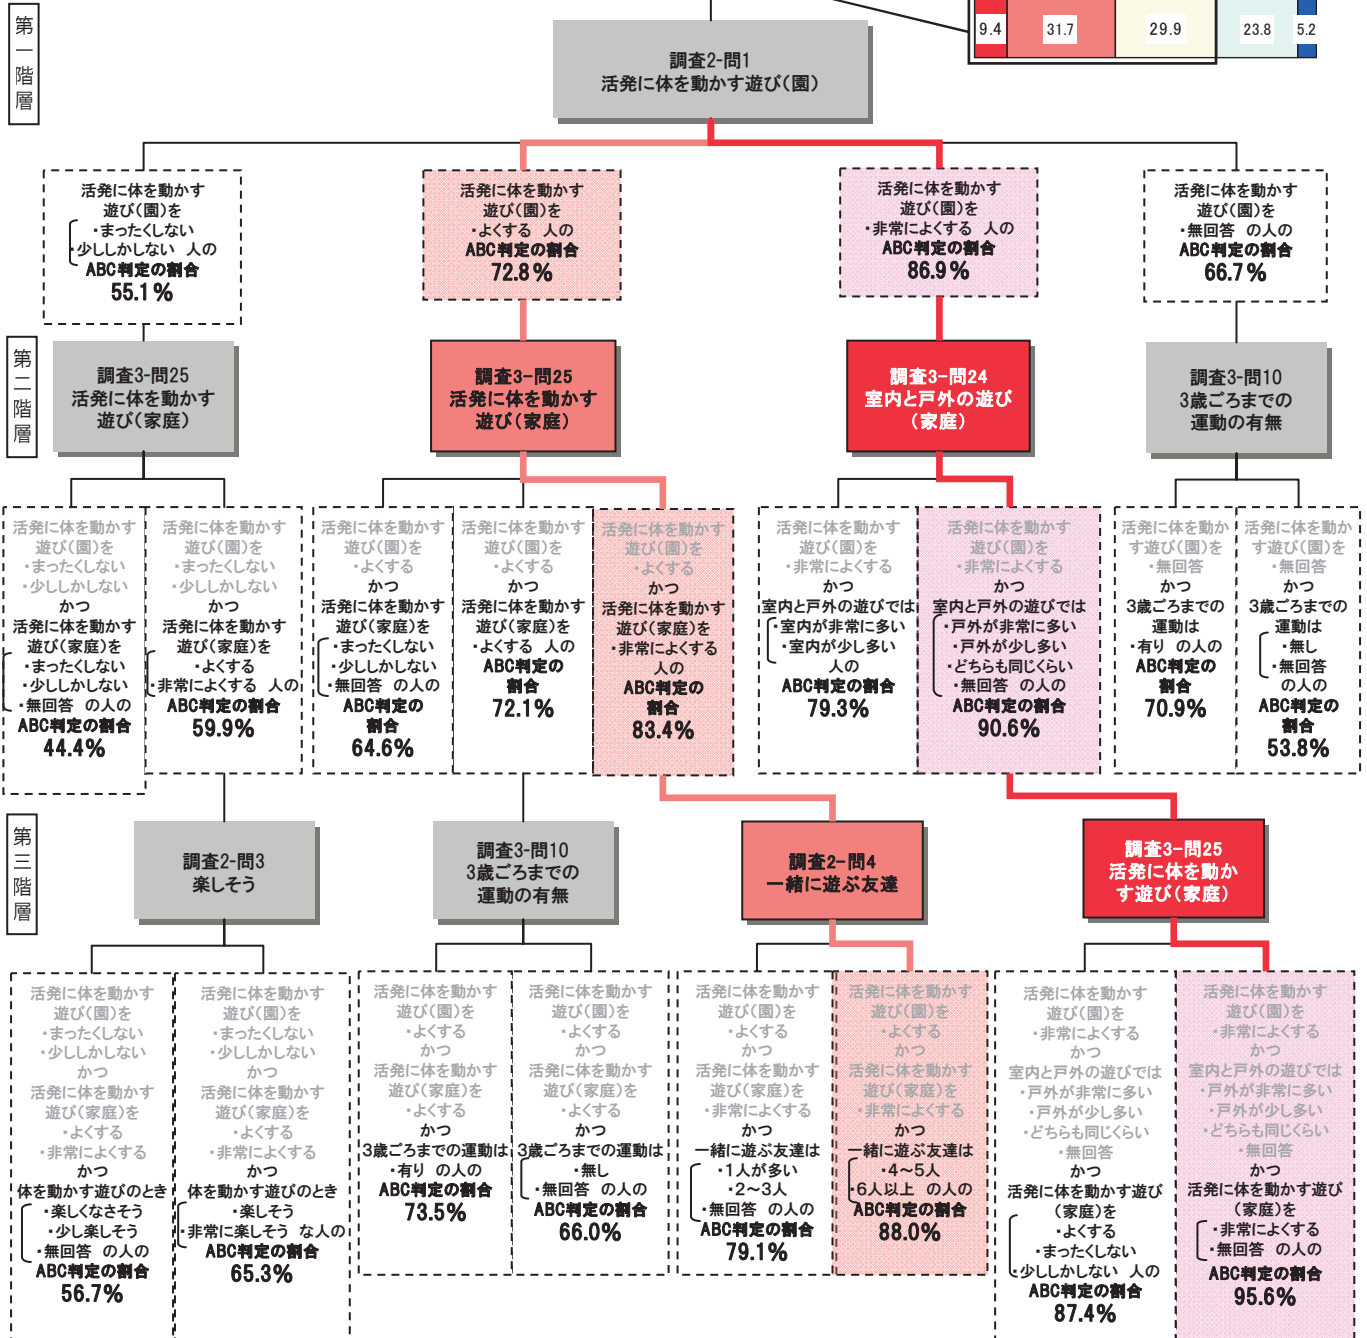 第一階層
9.4
31.7
29.9
23.8
5.2
調査2-問1
活発に体を動かす遊び(園)
活発に体を動かす
遊び(園)を
・まったくしない
・少ししかしない 人の
ABC判定の割合
55.1%
活発に体を動かす
遊び(園)を
・よくする 人の
ABC判定の割合
72.8%
活発に体を動かす
遊び(園)を
・非常によくする 人の
ABC判定の割合
86.9%
活発に体を動かす
遊び(園)を
・無回答 の人の
ABC判定の割合
66.7%
第二階層
調査3-問25
活発に体を動かす
遊び(家庭)
調査3-問25
活発に体を動かす
遊び(家庭)
調査3-問24
室内と戸外の遊び
(家庭)
調査3-問10
3歳ごろまでの
運動の有無
活発に体を動かす
遊び(園)を
・まったくしない
・少ししかしない
かつ
活発に体を動かす
遊び(家庭)を
・まったくしない
・少ししかしない
・無回答 の人の
ABC判定の割合
44.4%
活発に体を動かす
遊び(園)を
・まったくしない
・少ししかしない
かつ
活発に体を動かす
遊び(家庭)を
・よくする
・非常によくする 人の
ABC判定の割合
59.9%
活発に体を動かす
遊び(園)を
・よくする
かつ
活発に体を動かす
遊び(家庭)を
・まったくしない
・少ししかしない
・無回答 の人の
ABC判定の
割合
64.6%
活発に体を動かす
遊び(園)を
・よくする
かつ
活発に体を動かす
遊び(家庭)を
・よくする 人の
ABC判定の
割合
72.1%
活発に体を動かす
遊び(園)を
・よくする
かつ
活発に体を動かす
遊び(家庭)を
・非常によくする
人の
ABC判定の
割合
83.4%
活発に体を動かす
遊び(園)を
・非常によくする
かつ
室内と戸外の遊びでは
・室内が非常に多い
・室内が少し多い
人の
ABC判定の割合
79.3%
活発に体を動かす
遊び(園)を
・非常によくする
かつ
室内と戸外の遊びでは
・戸外が非常に多い
・戸外が少し多い
・どちらも同じくらい
・無回答 の人の
ABC判定の割合
90.6%
活発に体を動か
す遊び(園)を
・無回答
かつ
3歳ごろまでの
運動は
・有り の人の
ABC判定の
割合
70.9%
活発に体を動か
す遊び(園)を
・無回答
かつ
3歳ごろまでの
運動は
・無し
・無回答
の人の
ABC判定の
割合
53.8%
第三階層
調査2-問3
楽しそう
調査3-問10
3歳ごろまでの
運動の有無
調査2-問4
一緒に遊ぶ友達
調査3-問25
活発に体を動か
す遊び(家庭)
活発に体を動かす
遊び(園)を
・まったくしない
・少ししかしない
かつ
活発に体を動かす
遊び(家庭)を
・よくする
・非常によくする
かつ
体を動かす遊びのとき
・楽しくなさそう
・少し楽しそう
・無回答 の人の
ABC判定の割合
56.7%
活発に体を動かす
遊び(園)を
・まったくしない
・少ししかしない
かつ
活発に体を動かす
遊び(家庭)を
・よくする
・非常によくする
かつ
体を動かす遊びのとき
・楽しそう
・非常に楽しそう な人の
ABC判定の割合
65.3%
活発に体を動かす
遊び(園)を
・よくする
かつ
活発に体を動かす
遊び(家庭)を
・よくする
かつ
3歳ごろまでの運動は
・有り の人の
ABC判定の割合
73.5%
活発に体を動かす
遊び(園)を
・よくする
かつ
活発に体を動かす
遊び(家庭)を
・よくする
かつ
3歳ごろまでの運動は
・無し
・無回答 の人の
ABC判定の割合
66.0%
活発に体を動かす
遊び(園)を
・よくする
かつ
活発に体を動かす
遊び(家庭)を
・非常によくする
かつ
一緒に遊ぶ友達は
・1人が多い
・2～3人
・無回答 の人の
ABC判定の割合
79.1%
活発に体を動かす
遊び(園)を
・よくする
かつ
活発に体を動かす
遊び(家庭)を
・非常によくする
かつ
一緒に遊ぶ友達は
・4～5人
・6人以上 の人の
ABC判定の割合
88.0%
活発に体を動かす
遊び(園)を
・非常によくする
かつ
室内と戸外の遊びでは
・戸外が非常に多い
・戸外が少し多い
・どちらも同じくらい
・無回答
かつ
活発に体を動かす遊び
(家庭)を
・よくする
・まったくしない
・少ししかしない 人の
ABC判定の割合
87.4%
活発に体を動かす
遊び(園)を
・非常によくする
かつ
室内と戸外の遊びでは
・戸外が非常に多い
・戸外が少し多い
・どちらも同じくらい
・無回答
かつ
活発に体を動かす遊び
(家庭)を
・非常によくする
・無回答 の人の
ABC判定の割合
95.6%